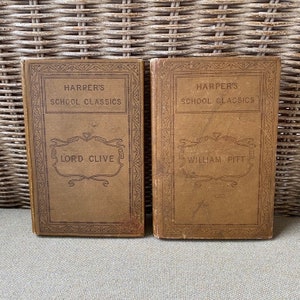 HARPER'S
SCHOOL CLASSICS
LORD CLIVE
HARPER'S
SCHOOL CLASSICS
WILLIAM PITT